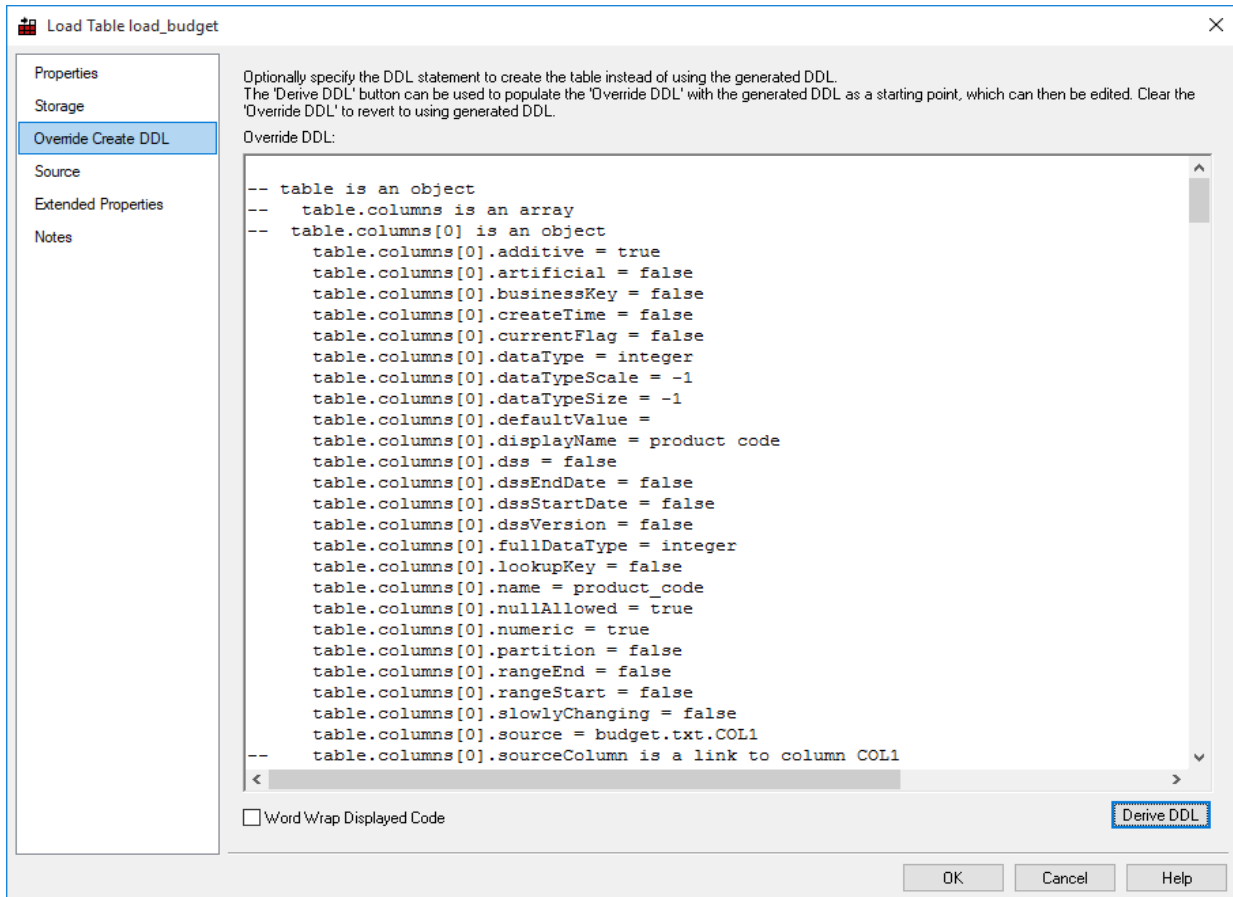 Load Table load_budget
Properties
Storage
Override Create DDL
Source
Extended Properties
Notes
Optionally specify the DDL statement to create the table instead of using the generated DDL.
The 'Derive DDL' button can be used to populate the 'Override DDL' with the generated DDL as a starting point, which can then be edited. Clear the
'Override DDL' to revert to using generated DDL.
Override DDL:
-- table is an object
--   table.columns is an array
--  table.columns[0] is an object
      table.columns[0].additive = true
      table.columns[0].artificial = false
      table.columns[0].businessKey = false
      table.columns[0].createTime = false
      table.columns[0].currentFlag = false
      table.columns[0].dataType = integer
      table.columns[0].dataTypeScale = -1
      table.columns[0].dataTypeSize = -1
      table.columns[0].defaultValue =
      table.columns[0].displayName = product code
      table.columns[0].dss = false
      table.columns[0].dssEndDate = false
      table.columns[0].dssStartDate = false
      table.columns[0].dssVersion = false
      table.columns[0].fullDataType = integer
      table.columns[0].lookupKey = false
      table.columns[0].name = product_code
      table.columns[0].nullAllowed = true
      table.columns[0].numeric = true
      table.columns[0].partition = false
      table.columns[0].rangeEnd = false
      table.columns[0].rangeStart = false
      table.columns[0].slowlyChanging = false
      table.columns[0].source = budget.txt.COL1
--    table.columns[0].sourceColumn is a link to column COL1
Word Wrap Displayed Code
Derive DDL
OK
Cancel
Help